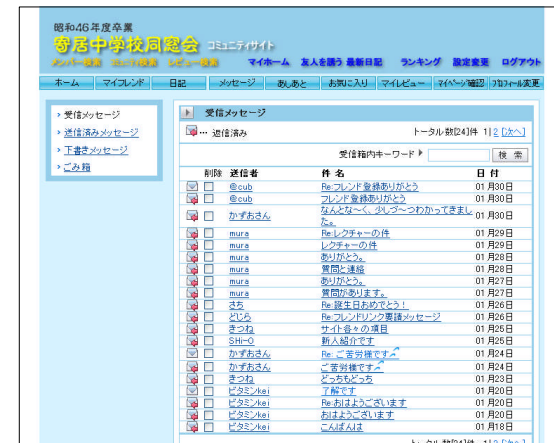 昭和46年度卒業
寄居中学校同窓会 コミュニティサイト
メンバー検索 コミュニティ検索 レビュー検索 マイホーム 友人を誘う 最新日記 ランキング 設定変更 ログアウト
ホーム マイフレンド 日記 メッセージ あしあと お気に入り マイレビュー マイページ確認 プロフィール変更
受信メッセージ
送信済みメッセージ
下書きメッセージ
ごみ箱
受信メッセージ
… 返信済み トータル数[24]件 1| 2 [次へ]
受信箱内キーワード 検 索
削除 送信者 件 名 日 付
@cub Re:フレンド登録ありがとう 01月30日
@cub フレンド登録ありがとう 01月30日
かずおさん なんとな〜く、少しづ〜つわかってきました。 01月30日
mura Re:レクチャーの件 01月29日
mura レクチャーの件 01月29日
mura ありがとう。 01月28日
mura 質問と連絡 01月28日
mura ありがとう。 01月27日
mura 質問があります。 01月27日
さち Re:誕生日おめでとう! 01月26日
どじら Re:フレンドリンク要請メッセージ 01月26日
きつね サイト各々の項目 01月25日
SHi-O 新人紹介です 01月25日
かずおさん Re: ご苦労様です 01月24日
かずおさん ご苦労様です 01月24日
きつね どっちもどっち 01月23日
ビタミンkei 了解です 01月20日
ビタミンkei Re:おはようございます 01月20日
ビタミンkei おはようございます 01月20日
ビタミンkei こんばんは 01月18日